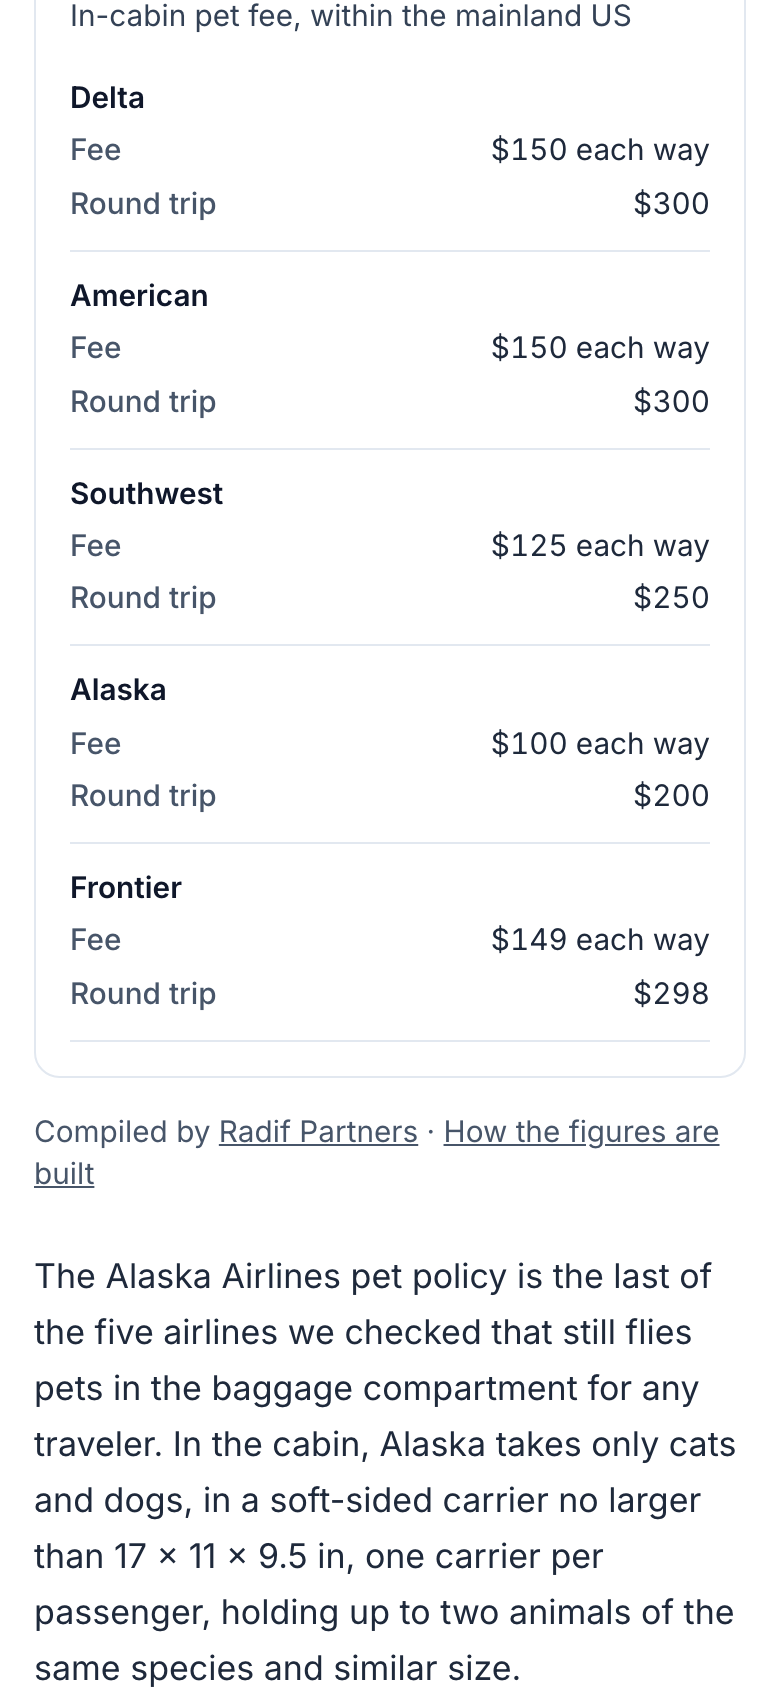 In-cabin pet fee, within the mainland US
Delta
Fee $150 each way
Round trip $300
American
Fee $150 each way
Round trip $300
Southwest
Fee $125 each way
Round trip $250
Alaska
Fee $100 each way
Round trip $200
Frontier
Fee $149 each way
Round trip $298
Compiled by Radif Partners · How the figures are
built
The Alaska Airlines pet policy is the last of
the five airlines we checked that still flies
pets in the baggage compartment for any
traveler. In the cabin, Alaska takes only cats
and dogs, in a soft-sided carrier no larger
than 17 × 11 × 9.5 in, one carrier per
passenger, holding up to two animals of the
same species and similar size.